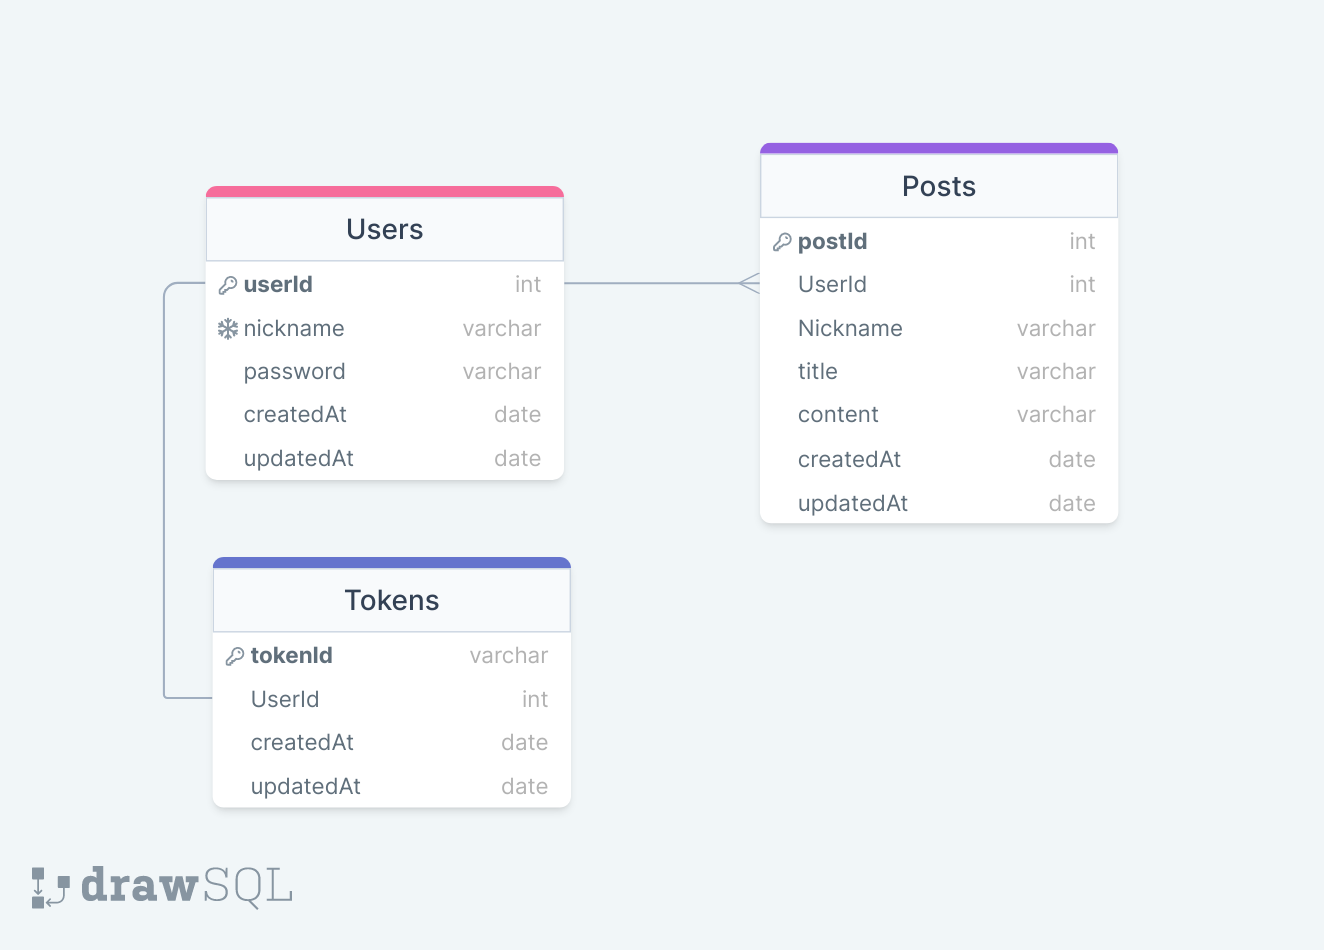 Users
userId int
nickname varchar
password varchar
createdAt date
updatedAt date
Posts
postId int
UserId int
Nickname varchar
title varchar
content varchar
createdAt date
updatedAt date
Tokens
tokenId varchar
UserId int
createdAt date
updatedAt date
drawSQL